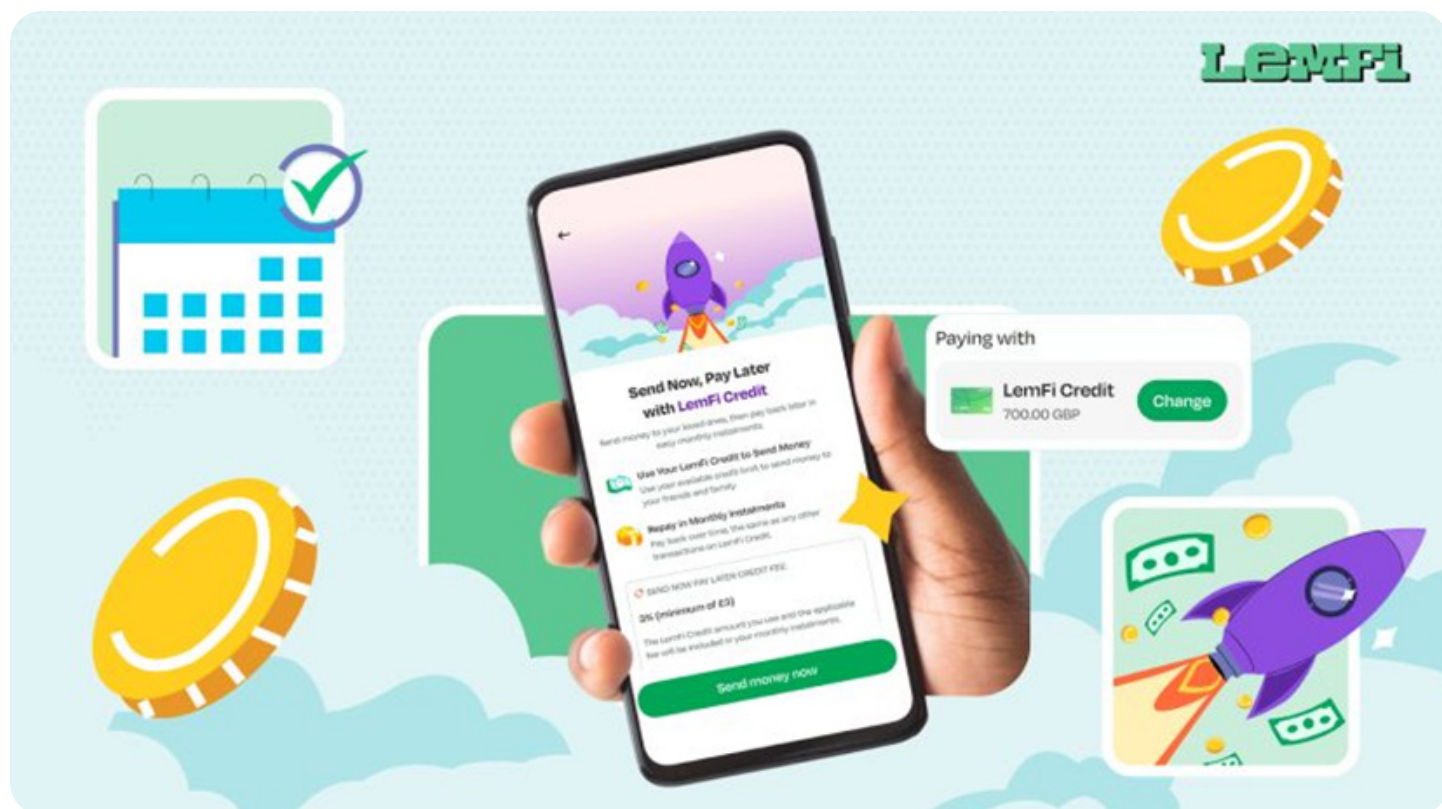 LemFi
Send Now, Pay Later
with LemFi Credit
Send money to your loved ones, then pay back later in
easy monthly instalments.
Use Your LemFi Credit to Send Money
Use your available credit limit to send money to
your friends and family.
Repay in Monthly Instalments
Pay back over time, the same as any other
transactions on LemFi Credit.
SEND NOW PAY LATER CREDIT FEE
3% (minimum of £3)
The LemFi Credit amount you use and the applicable
fee will be included in your monthly instalments.
Send money now
Paying with
LemFi Credit
700.00 GBP
Change